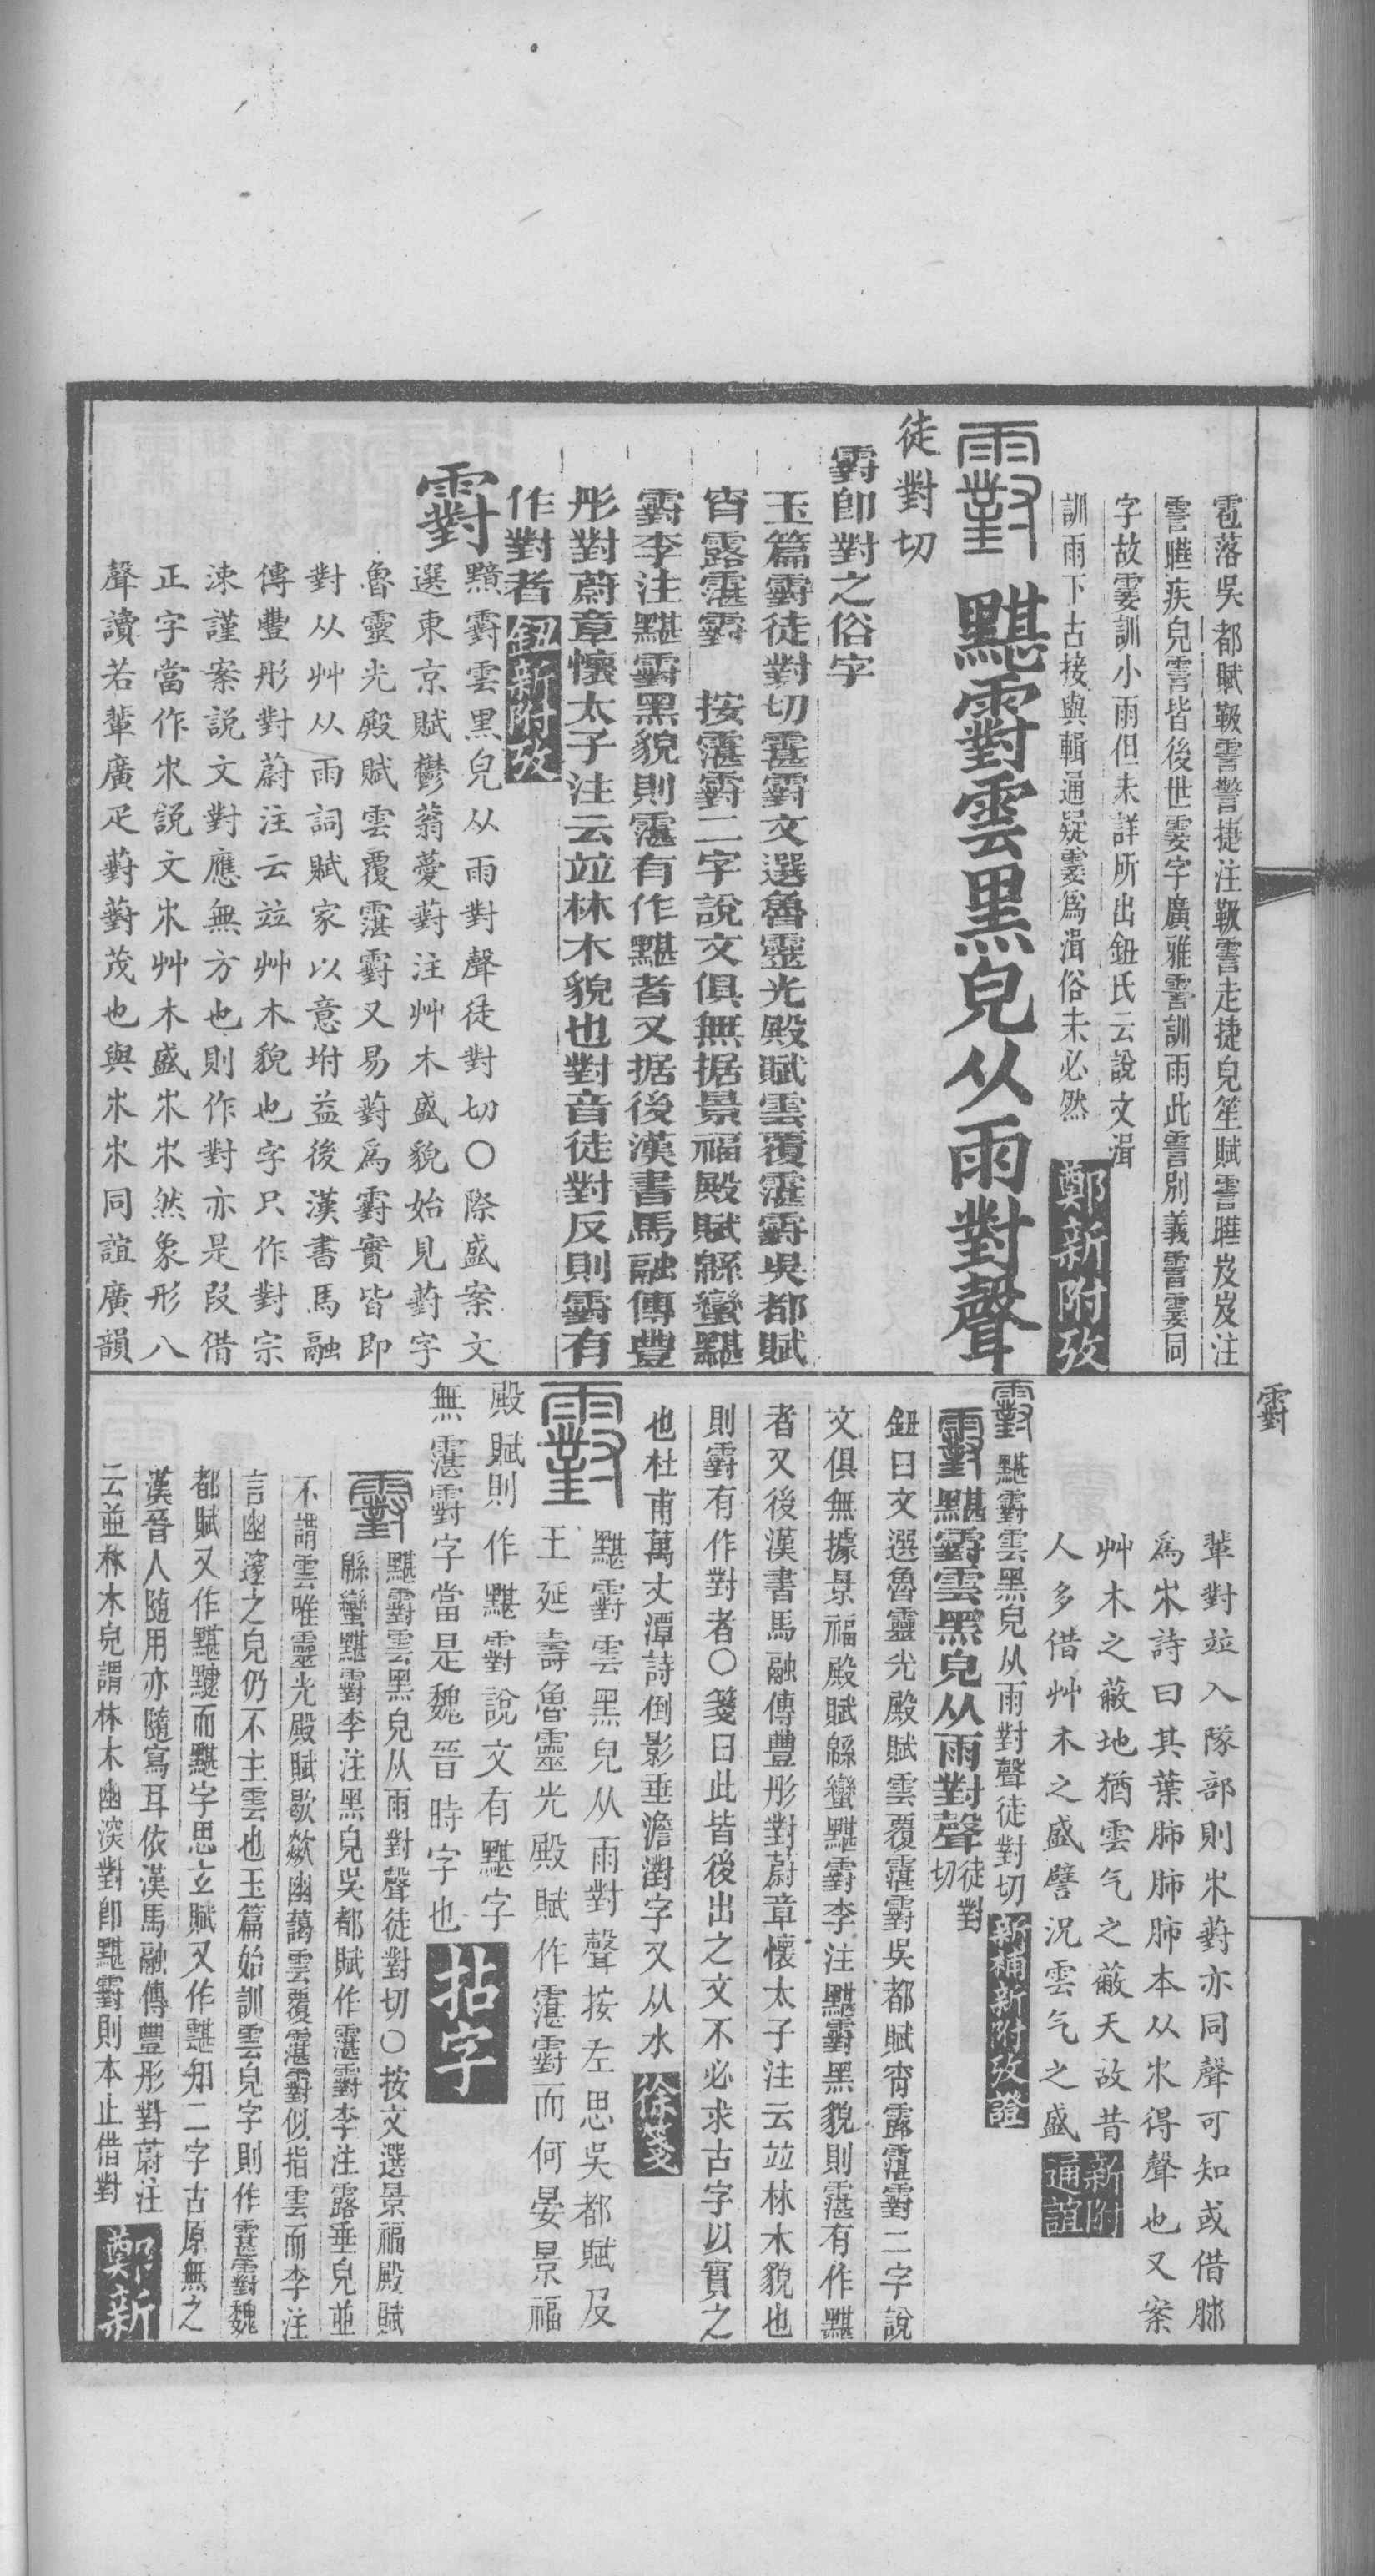 雹落吳都賦靸霅警捷注靸霅走捷皃笙賦霅曄岌岌注
霅曄疾皃霅皆後世霎字廣雅霅訓雨此霅別義霅霎同
字故霎訓小雨但未詳所出鈕氏云說文湒
訓雨下古接與輯通疑霎爲湒俗未必然
鄭新附攷
䨴 黮䨴雲黑皃从雨對聲
徒對切
䨴卽對之俗字
玉篇䨴徒對切霮䨴文選魯靈光殿賦雲覆霮䨴吳都賦
宵露霮䨴 按霮䨴二字說文俱無据景福殿賦緜蠻黮
䨴李注黮䨴黑貌則霮有作黮者又据後漢書馬融傳豐
彤對蔚章懷太子注云竝林木貌也對音徒對反則䨴有
作對者 鈕新附攷
䨴
黮䨴雲黑皃从雨對聲徒對切〇際盛案文
選東京賦鬱蓊薆薱注艸木盛貌始見薱字
魯靈光殿賦雲覆霮䨴又易薱爲䨴實皆即
對从艸从雨詞賦家以意坿益後漢書馬融
傳豐彤對蔚注云竝艸木貌也字只作對宗
涑謹案說文對應無方也則作對亦是叚借
正字當作𣎵說文𣎵艸木盛𣎵𣎵然象形八
聲讀若輩廣疋薱薱茂也與𣎵𣎵同誼廣韻
䨴
輩對竝入隊部則𣎵薱亦同聲可知或借肺
爲𣎵詩曰其葉肺肺肺本从𣎵得聲也又案
艸木之蔽地猶雲气之蔽天故昔
人多借艸木之盛譬況雲气之盛
新附通誼
䨴 黮䨴雲黑皃从雨對聲徒對切 新補新附攷證
䨴黮䨴雲黑皃从雨對聲徒對切
鈕曰文選魯靈光殿賦雲覆霮䨴吳都賦宵露霮䨴二字說
文俱無據景福殿賦緜蠻黮䨴李注黮䨴黑貌則霮有作黮
者又後漢書馬融傳豐彤對蔚章懷太子注云竝林木貌也
則䨴有作對者〇箋曰此皆後出之文不必求古字以實之
也杜甫萬丈潭詩倒影垂澹濧字又从水 徐箋
䨴
黮䨴雲黑皃从雨對聲按左思吳都賦及
王延壽魯靈光殿賦作霮䨴而何晏景福
殿賦則作黮䨴說文有黮字
無霮䨴字當是魏晉時字也 拈字
䨴
黮䨴雲黑皃从雨對聲徒對切〇按文選景福殿賦
緜蠻黮䨴李注黑皃吳都賦作霮䨴李注露垂皃並
不謂雲唯靈光殿賦歇欻幽藹雲覆霮䨴似指雲而李注
言幽邃之皃仍不主雲也玉篇始訓雲皃字則作霮䨴魏
都賦又作黮而黮字思玄賦又作黮知二字古原無之
漢晉人隨用亦隨寫耳依漢馬融傳豐彤對蔚注
云並林木皃謂林木幽深對卽黮䨴則本止借對
鄭新